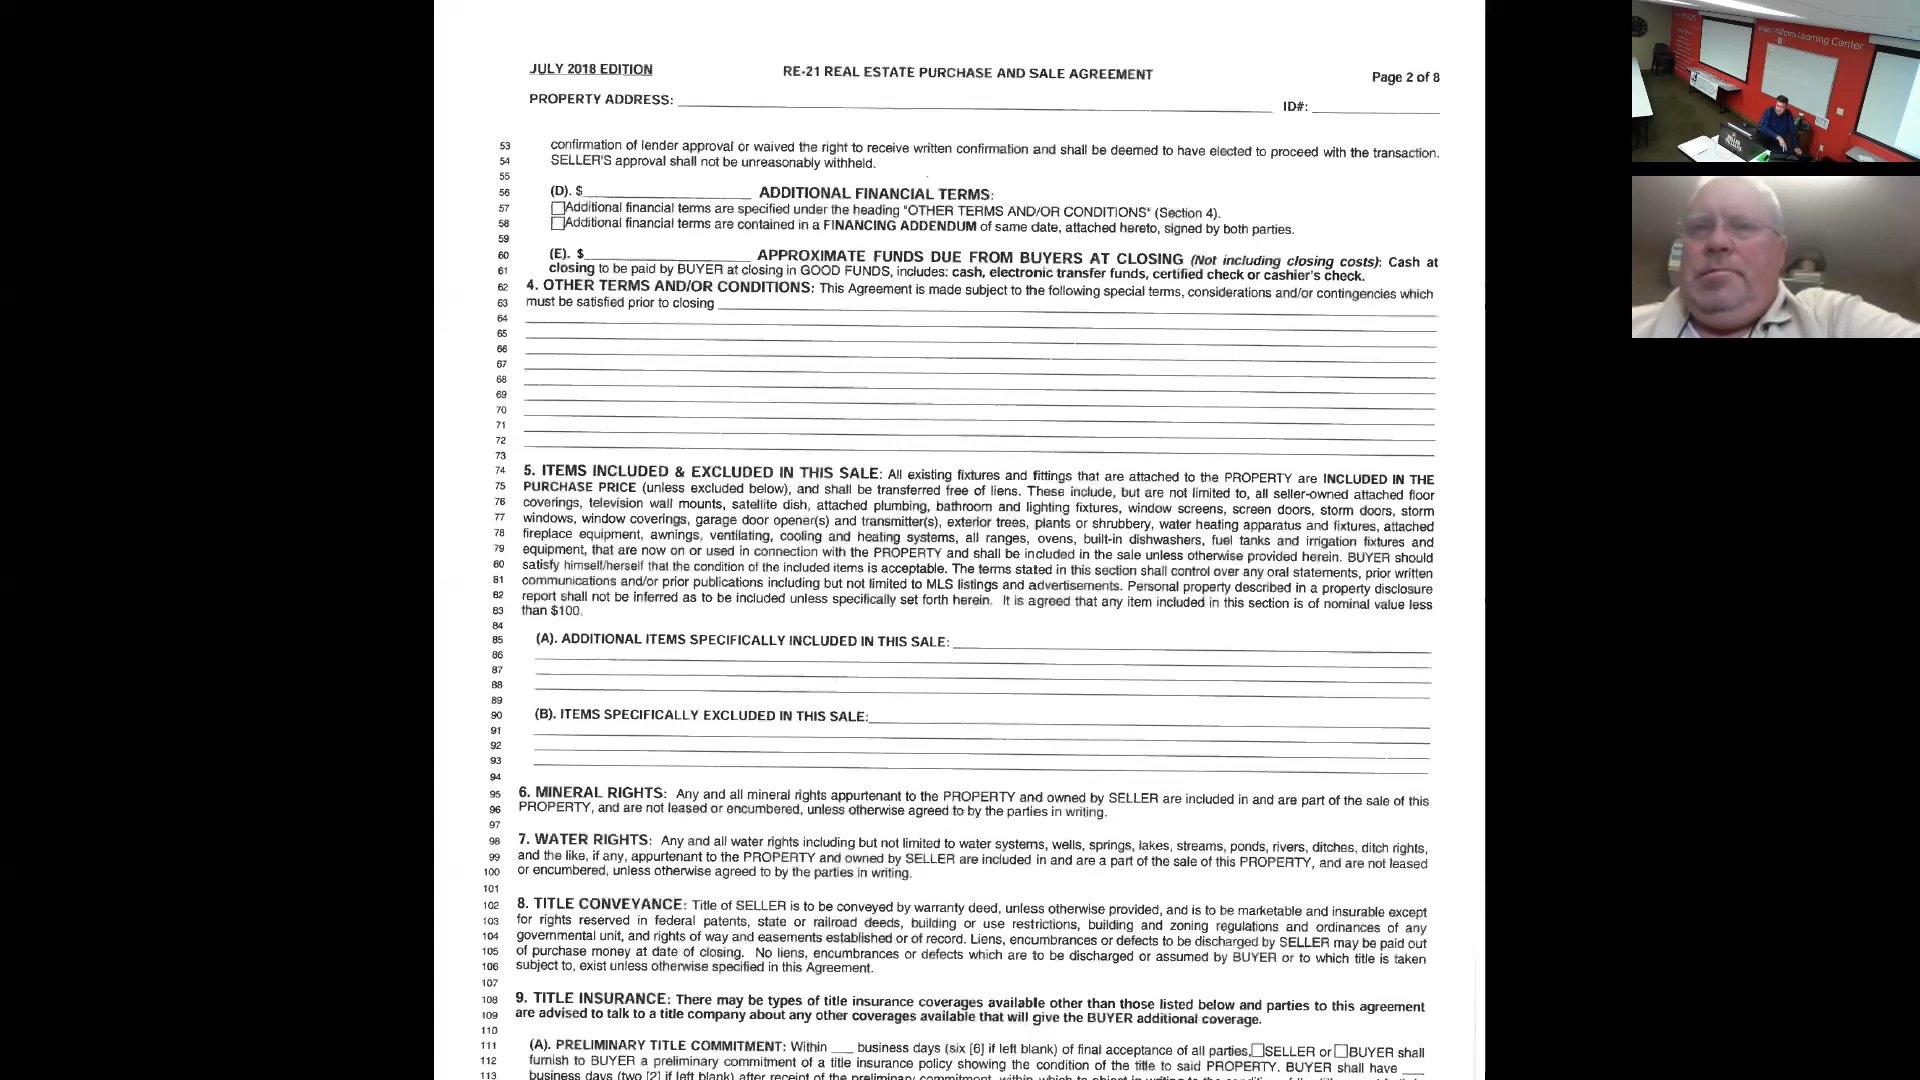 JULY 2018 EDITION RE-21 REAL ESTATE PURCHASE AND SALE AGREEMENT Page 2 of 8
PROPERTY ADDRESS: ID#:
53 confirmation of lender approval or waived the right to receive written confirmation and shall be deemed to have elected to proceed with the transaction.
54 SELLER'S approval shall not be unreasonably withheld.
55
56 (D). $ ADDITIONAL FINANCIAL TERMS:
57 Additional financial terms are specified under the heading "OTHER TERMS AND/OR CONDITIONS" (Section 4).
58 Additional financial terms are contained in a FINANCING ADDENDUM of same date, attached hereto, signed by both parties.
59
60 (E). $ APPROXIMATE FUNDS DUE FROM BUYERS AT CLOSING (Not including closing costs): Cash at
61 closing to be paid by BUYER at closing in GOOD FUNDS, includes: cash, electronic transfer funds, certified check or cashier's check.
62 4. OTHER TERMS AND/OR CONDITIONS: This Agreement is made subject to the following special terms, considerations and/or contingencies which
63 must be satisfied prior to closing
64
65
66
67
68
69
70
71
72
73
74 5. ITEMS INCLUDED & EXCLUDED IN THIS SALE: All existing fixtures and fittings that are attached to the PROPERTY are INCLUDED IN THE
75 PURCHASE PRICE (unless excluded below), and shall be transferred free of liens. These include, but are not limited to, all seller-owned attached floor
76 coverings, television wall mounts, satellite dish, attached plumbing, bathroom and lighting fixtures, window screens, screen doors, storm doors, storm
77 windows, window coverings, garage door opener(s) and transmitter(s), exterior trees, plants or shrubbery, water heating apparatus and fixtures, attached
78 fireplace equipment, awnings, ventilating, cooling and heating systems, all ranges, ovens, built-in dishwashers, fuel tanks and irrigation fixtures and
79 equipment, that are now on or used in connection with the PROPERTY and shall be included in the sale unless otherwise provided herein. BUYER should
80 satisfy himself/herself that the condition of the included items is acceptable. The terms stated in this section shall control over any oral statements, prior written
81 communications and/or prior publications including but not limited to MLS listings and advertisements. Personal property described in a property disclosure
82 report shall not be inferred as to be included unless specifically set forth herein. It is agreed that any item included in this section is of nominal value less
83 than $100.
84
85 (A). ADDITIONAL ITEMS SPECIFICALLY INCLUDED IN THIS SALE:
86
87
88
89
90 (B). ITEMS SPECIFICALLY EXCLUDED IN THIS SALE:
91
92
93
94
95 6. MINERAL RIGHTS: Any and all mineral rights appurtenant to the PROPERTY and owned by SELLER are included in and are part of the sale of this
96 PROPERTY, and are not leased or encumbered, unless otherwise agreed to by the parties in writing.
97
98 7. WATER RIGHTS: Any and all water rights including but not limited to water systems, wells, springs, lakes, streams, ponds, rivers, ditches, ditch rights,
99 and the like, if any, appurtenant to the PROPERTY and owned by SELLER are included in and are a part of the sale of this PROPERTY, and are not leased
100 or encumbered, unless otherwise agreed to by the parties in writing.
101
102 8. TITLE CONVEYANCE: Title of SELLER is to be conveyed by warranty deed, unless otherwise provided, and is to be marketable and insurable except
103 for rights reserved in federal patents, state or railroad deeds, building or use restrictions, building and zoning regulations and ordinances of any
104 governmental unit, and rights of way and easements established or of record. Liens, encumbrances or defects to be discharged by SELLER may be paid out
105 of purchase money at date of closing. No liens, encumbrances or defects which are to be discharged or assumed by BUYER or to which title is taken
106 subject to, exist unless otherwise specified in this Agreement.
107
108 9. TITLE INSURANCE: There may be types of title insurance coverages available other than those listed below and parties to this agreement
109 are advised to talk to a title company about any other coverages available that will give the BUYER additional coverage.
110
111 (A). PRELIMINARY TITLE COMMITMENT: Within ___ business days (six [6] if left blank) of final acceptance of all parties, SELLER or BUYER shall
112 furnish to BUYER a preliminary commitment of a title insurance policy showing the condition of the title to said PROPERTY. BUYER shall have ___
113 business days (two [2] if left blank) after receipt of the preliminary commitment, within which to object in writing to the condition of the title
Learning Center